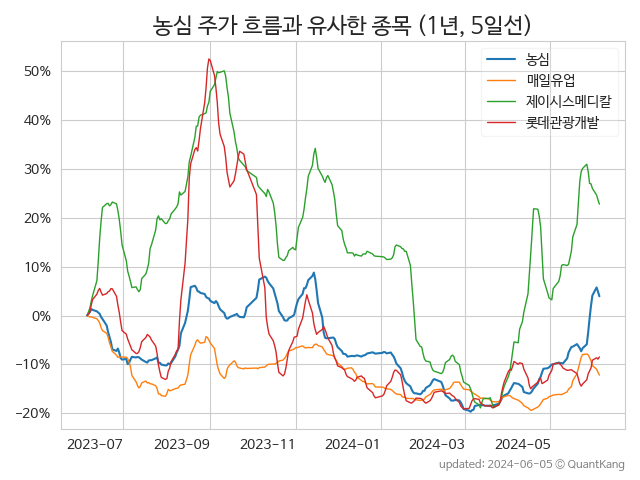 농심 주가 흐름과 유사한 종목 (1년, 5일선)
농심
매일유업
제이시스메디칼
롯데관광개발
50%
40%
30%
20%
10%
0%
−10%
−20%
2023-07 2023-09 2023-11 2024-01 2024-03 2024-05
updated: 2024-06-05 © QuantKang